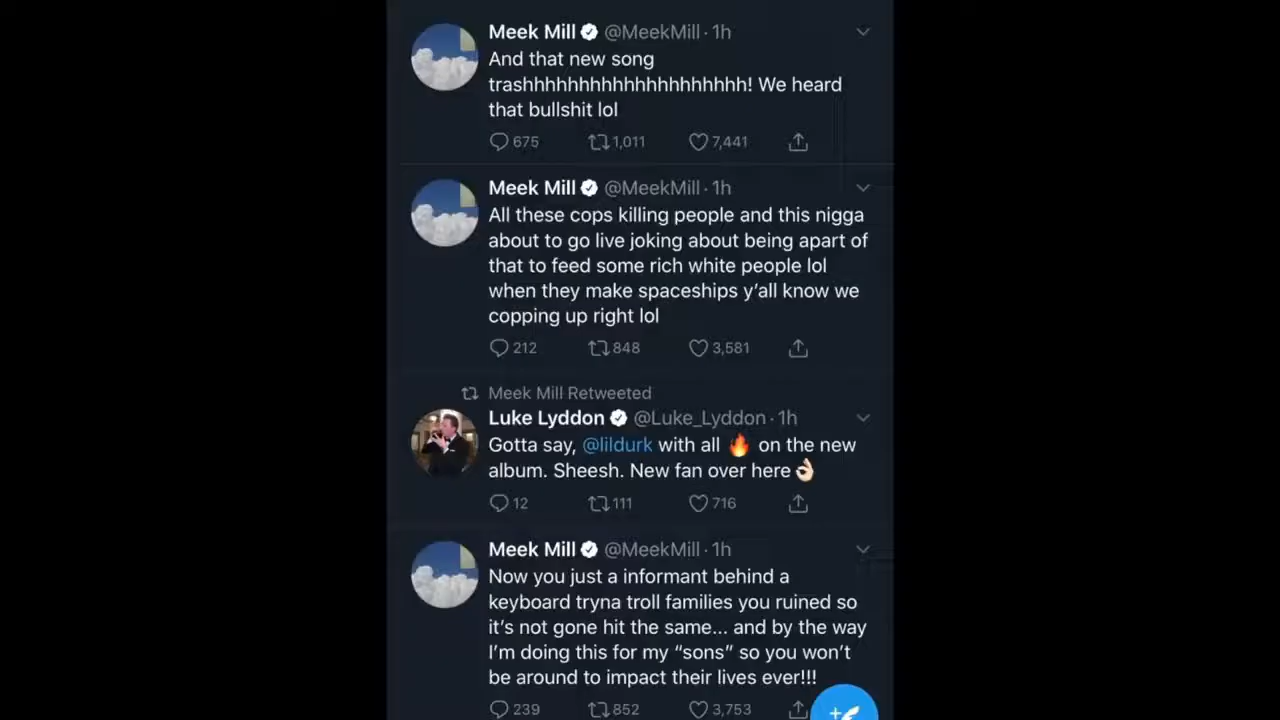 Meek Mill @MeekMill · 1h
And that new song
trashhhhhhhhhhhhhhhhhhhh! We heard
that bullshit lol
675 1,011 7,441
Meek Mill @MeekMill · 1h
All these cops killing people and this nigga
about to go live joking about being apart of
that to feed some rich white people lol
when they make spaceships y’all know we
copping up right lol
212 848 3,581
Meek Mill Retweeted
Luke Lyddon @Luke_Lyddon · 1h
Gotta say, @lildurk with all 🔥 on the new
album. Sheesh. New fan over here👌🏻
12 111 716
Meek Mill @MeekMill · 1h
Now you just a informant behind a
keyboard tryna troll families you ruined so
it’s not gone hit the same... and by the way
I’m doing this for my “sons” so you won’t
be around to impact their lives ever!!!
239 852 3,753